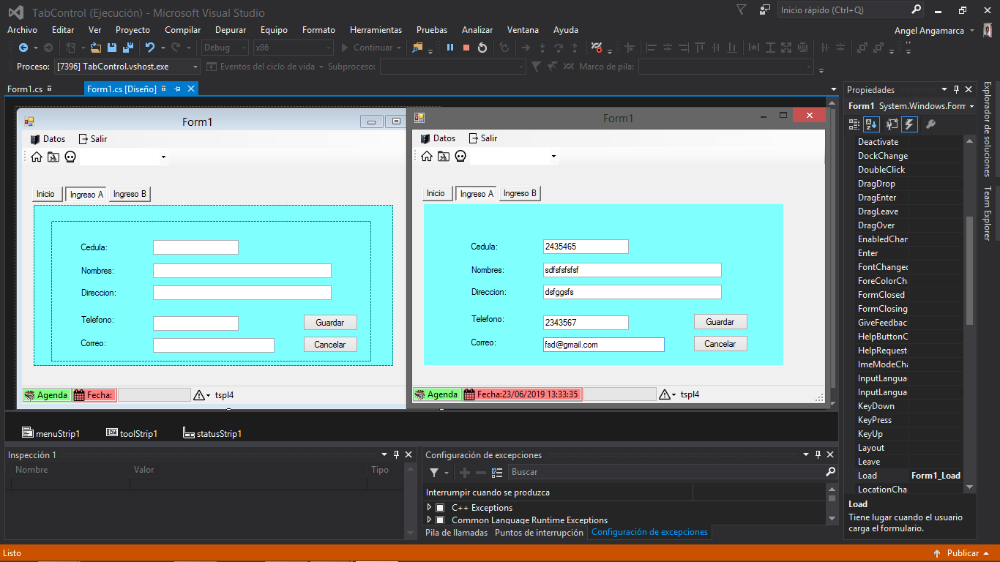 TabControl (Ejecución) - Microsoft Visual Studio
Inicio rápido (Ctrl+Q)
Archivo Editar Ver Proyecto Compilar Depurar Equipo Formato Herramientas Pruebas Analizar Ventana Ayuda
Angel Angamarca
Debug x86 Continuar
Proceso: [7396] TabControl.vshost.exe Eventos del ciclo de vida Subproceso: Marco de pila:
Form1.cs Form1.cs [Diseño]
Form1
Datos Salir
Inicio Ingreso A Ingreso B
Cedula:
Nombres:
Direccion:
Telefono:
Guardar
Correo:
Cancelar
Agenda Fecha: tspl4
Form1
Datos Salir
Inicio Ingreso A Ingreso B
Cedula: 2435465
Nombres: sdfsfsfsfsf
Direccion: dsfggsfs
Telefono: 2343567
Guardar
Correo: fsd@gmail.com
Cancelar
Agenda Fecha:23/06/2019 13:33:35 tspl4
menuStrip1 toolStrip1 statusStrip1
Inspección 1
Nombre Valor Tipo
Configuración de excepciones
Buscar
Interrumpir cuando se produzca
C++ Exceptions
Common Language Runtime Exceptions
Pila de llamadas Puntos de interrupción Configuración de excepciones
Propiedades
Form1 System.Windows.Form
Deactivate
DockChange
DoubleClick
DragDrop
DragEnter
DragLeave
DragOver
EnabledChan
Enter
FontChanged
ForeColorCh
FormClosed
FormClosing
GiveFeedbac
HelpButtonC
HelpRequest
ImeModeCha
InputLangua
InputLangua
KeyDown
KeyPress
KeyUp
Layout
Leave
Load Form1_Load
LocationCha
Load
Tiene lugar cuando el usuario
carga el formulario.
Explorador de soluciones
Team Explorer
Listo
Publicar